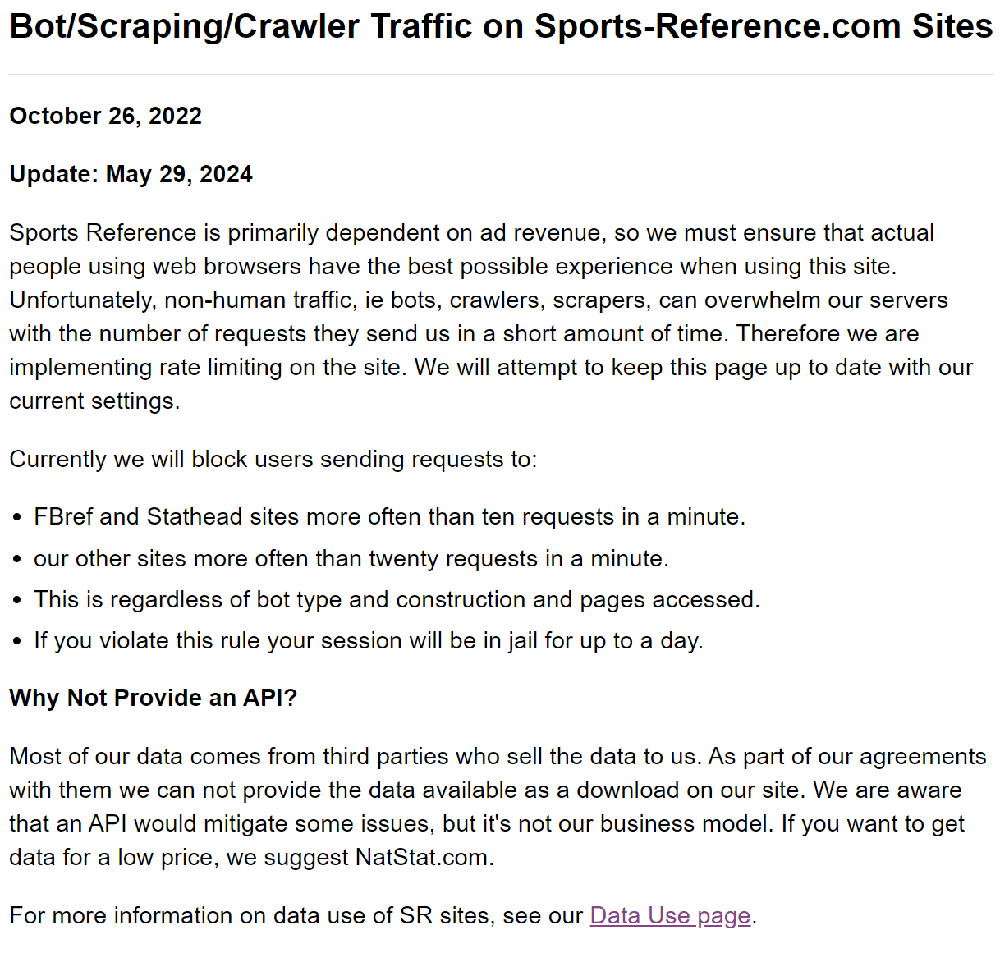 Bot/Scraping/Crawler Traffic on Sports-Reference.com Sites
October 26, 2022
Update: May 29, 2024
Sports Reference is primarily dependent on ad revenue, so we must ensure that actual
people using web browsers have the best possible experience when using this site.
Unfortunately, non-human traffic, ie bots, crawlers, scrapers, can overwhelm our servers
with the number of requests they send us in a short amount of time. Therefore we are
implementing rate limiting on the site. We will attempt to keep this page up to date with our
current settings.
Currently we will block users sending requests to:
• FBref and Stathead sites more often than ten requests in a minute.
• our other sites more often than twenty requests in a minute.
• This is regardless of bot type and construction and pages accessed.
• If you violate this rule your session will be in jail for up to a day.
Why Not Provide an API?
Most of our data comes from third parties who sell the data to us. As part of our agreements
with them we can not provide the data available as a download on our site. We are aware
that an API would mitigate some issues, but it's not our business model. If you want to get
data for a low price, we suggest NatStat.com.
For more information on data use of SR sites, see our Data Use page.